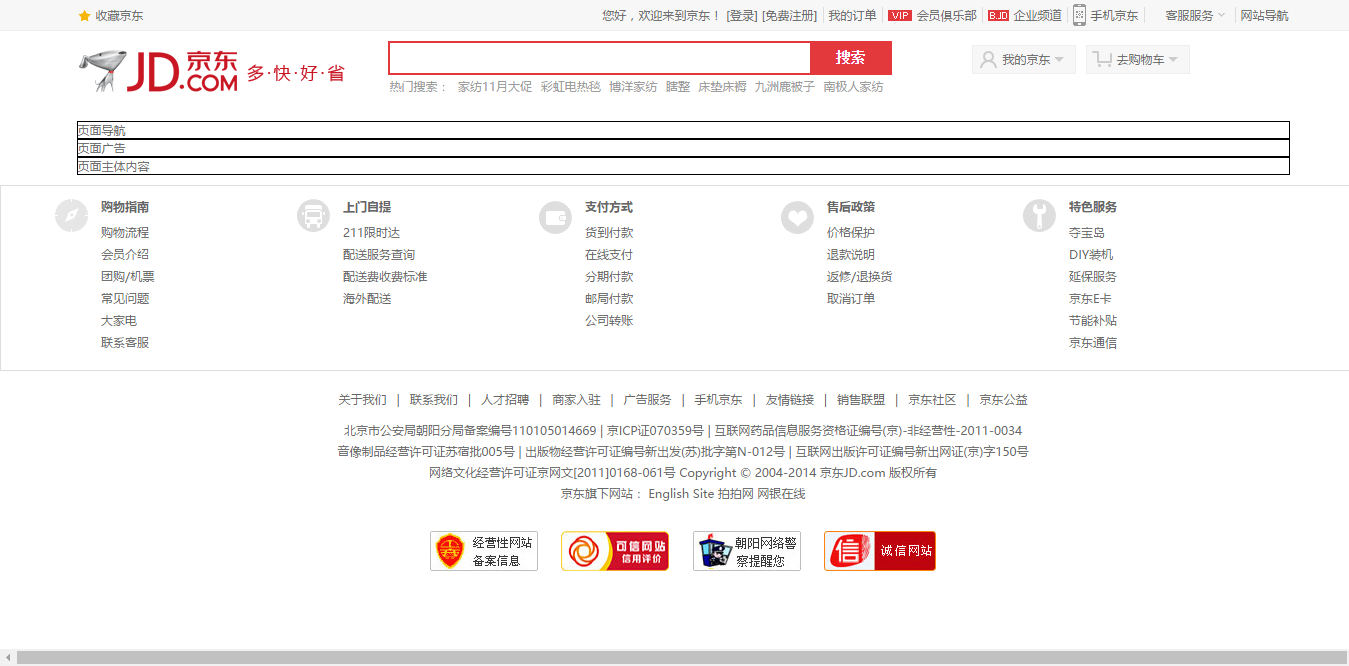 收藏京东 您好，欢迎来到京东！ [登录] [免费注册] 我的订单 VIP 会员俱乐部 BJD 企业频道 手机京东 客服服务 网站导航
JD.COM 京东 多·快·好·省 搜索 我的京东 去购物车
热门搜索： 家纺11月大促 彩虹电热毯 博洋家纺 瞎整 床垫床褥 九洲鹿被子 南极人家纺
页面导航
页面广告
页面主体内容
购物指南 上门自提 支付方式 售后政策 特色服务
购物流程 211限时达 货到付款 价格保护 夺宝岛
会员介绍 配送服务查询 在线支付 退款说明 DIY装机
团购/机票 配送费收费标准 分期付款 返修/退换货 延保服务
常见问题 海外配送 邮局付款 取消订单 京东E卡
大家电 公司转账 节能补贴
联系客服 京东通信
关于我们 | 联系我们 | 人才招聘 | 商家入驻 | 广告服务 | 手机京东 | 友情链接 | 销售联盟 | 京东社区 | 京东公益
北京市公安局朝阳分局备案编号110105014669 | 京ICP证070359号 | 互联网药品信息服务资格证编号(京)-非经营性-2011-0034
音像制品经营许可证苏宿批005号 | 出版物经营许可证编号新出发(苏)批字第N-012号 | 互联网出版许可证编号新出网证(京)字150号
网络文化经营许可证京网文[2011]0168-061号 Copyright © 2004-2014 京东JD.com 版权所有
京东旗下网站： English Site 拍拍网 网银在线
经营性网站 可信网站 朝阳网络警 信 诚信网站
备案信息 信用评价 察提醒您